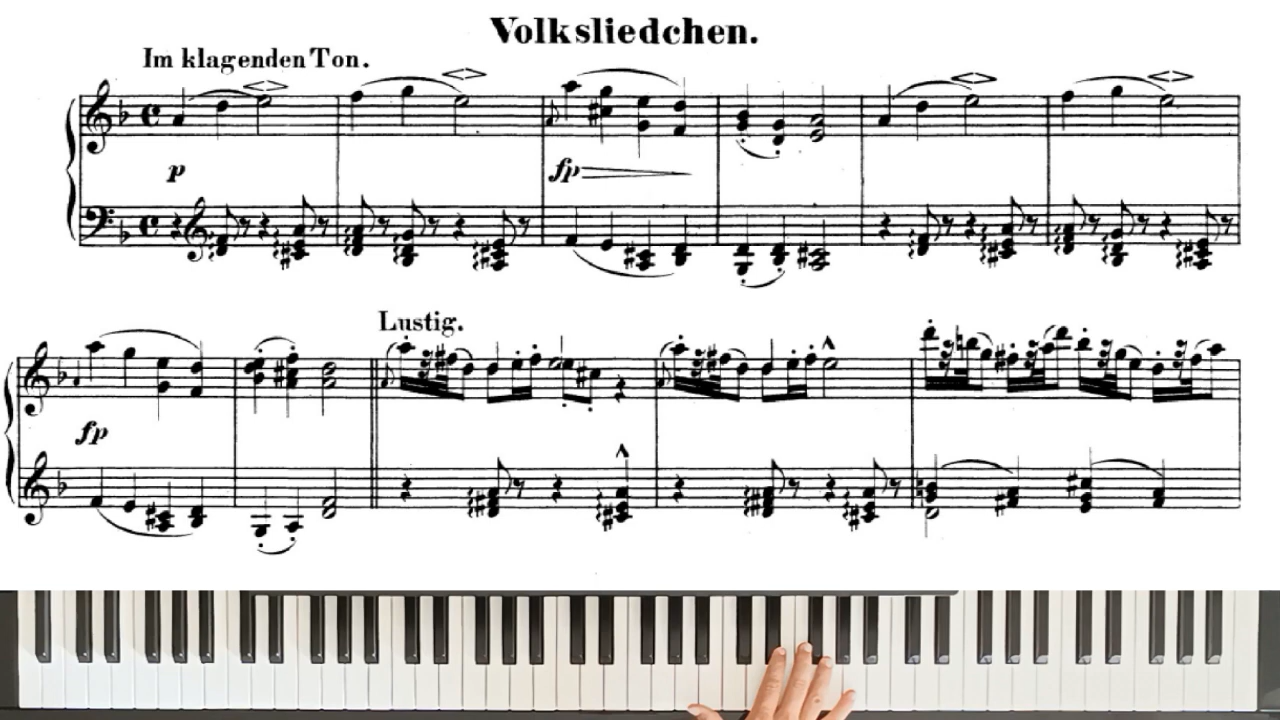 Volksliedchen.
Im klagenden Ton.
p
fp
Lustig.
fp